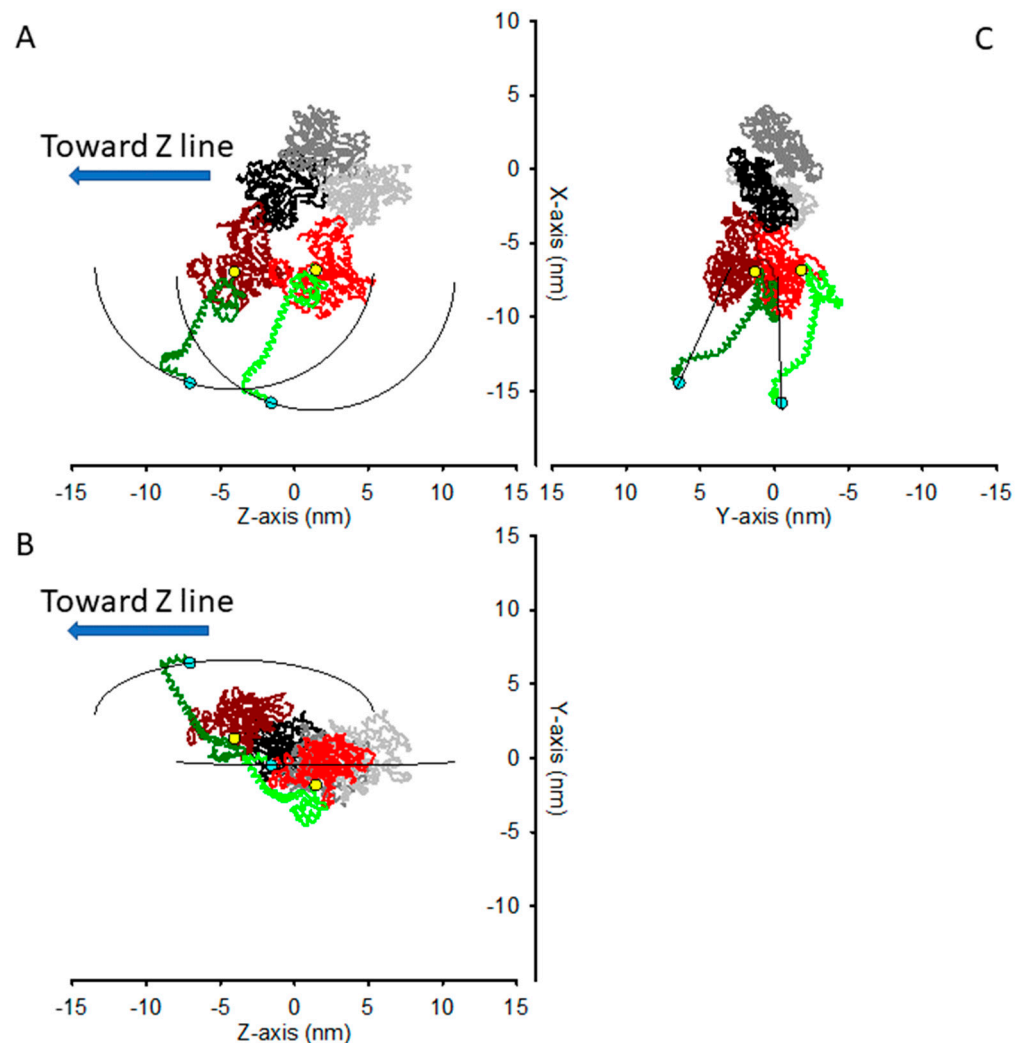 A
C
10
5
0
-5
-10
-15
X-axis (nm)
Toward Z line
-15 -10 -5 0 5 10 15
Z-axis (nm)
15 10 5 0 -5 -10 -15
Y-axis (nm)
B
Toward Z line
15
10
5
0
-5
-10
Y-axis (nm)
-15 -10 -5 0 5 10 15
Z-axis (nm)